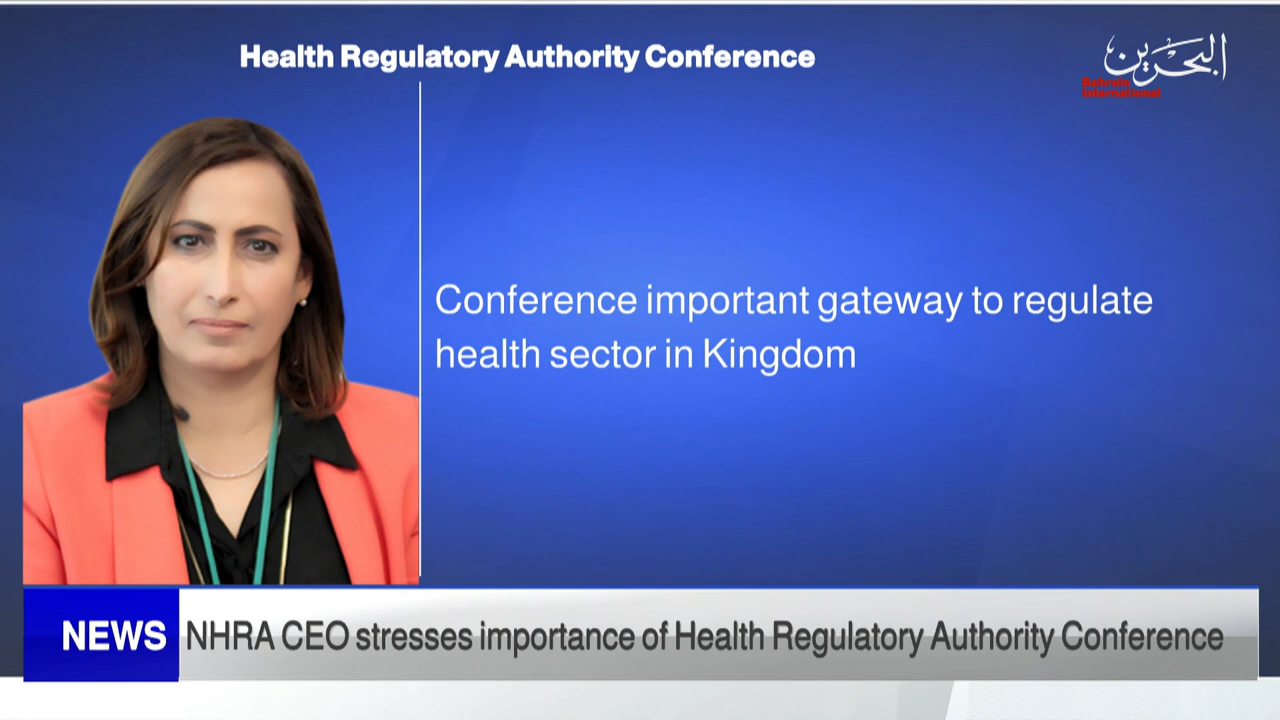 Health Regulatory Authority Conference
البحرين
Bahrain
International
Conference important gateway to regulate
health sector in Kingdom
NEWS
NHRA CEO stresses importance of Health Regulatory Authority Conference